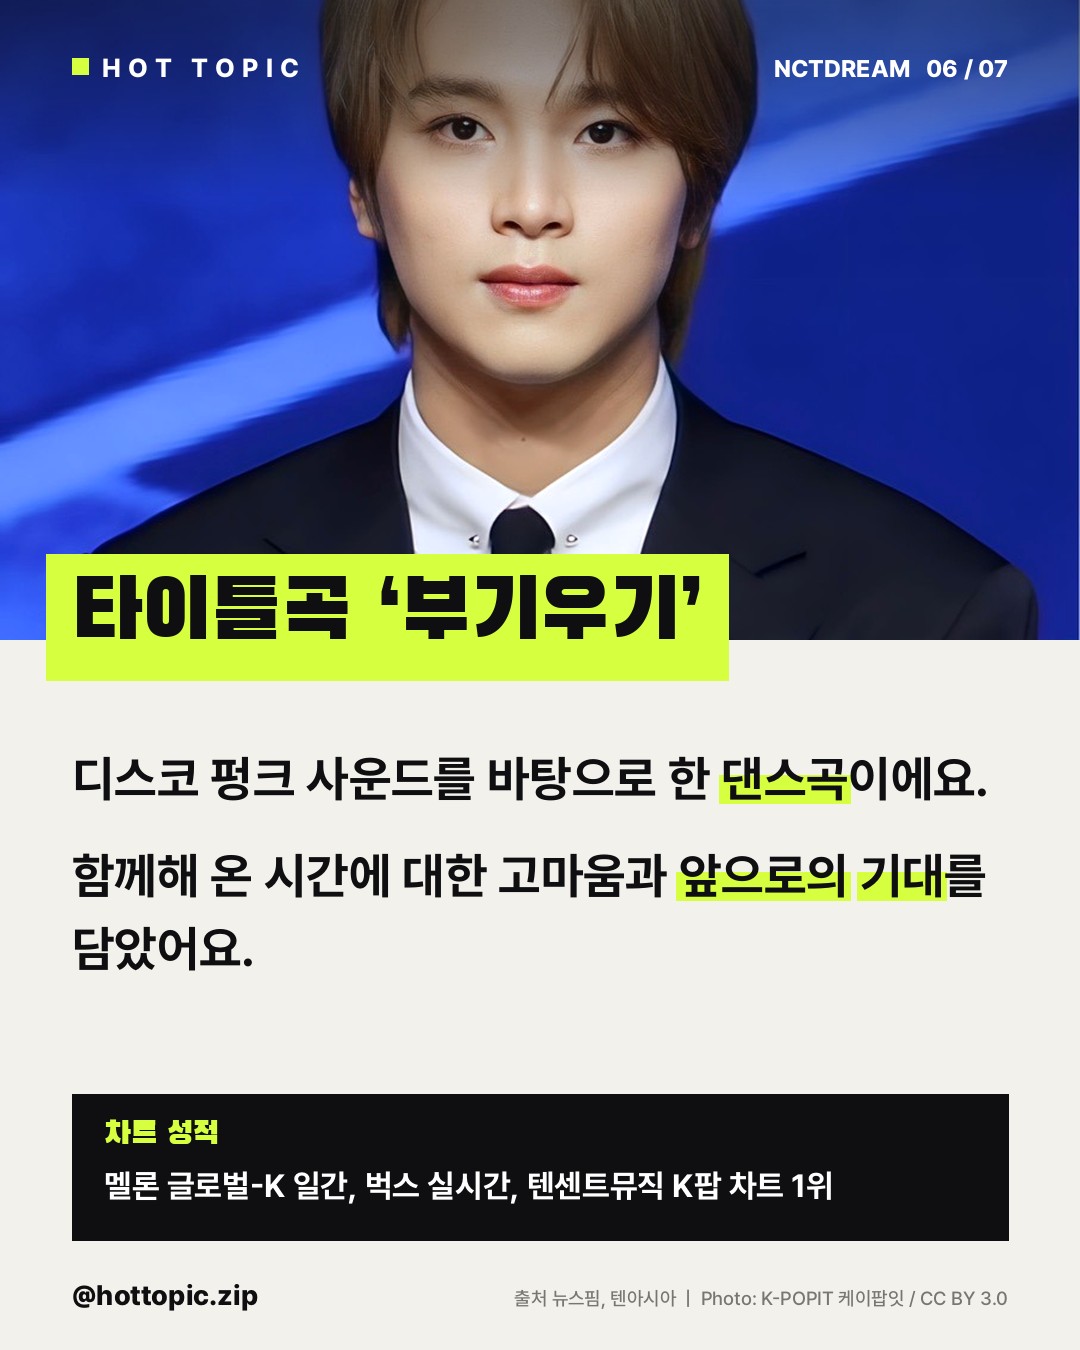 HOT TOPIC
NCTDREAM 06 / 07
타이틀곡 ‘부기우기’
디스코 펑크 사운드를 바탕으로 한 댄스곡이에요.
함께해 온 시간에 대한 고마움과 앞으로의 기대를
담았어요.
차트 성적
멜론 글로벌-K 일간, 벅스 실시간, 텐센트뮤직 K팝 차트 1위
@hottopic.zip
출처 뉴스핌, 텐아시아 | Photo: K-POPIT 케이팝잇 / CC BY 3.0